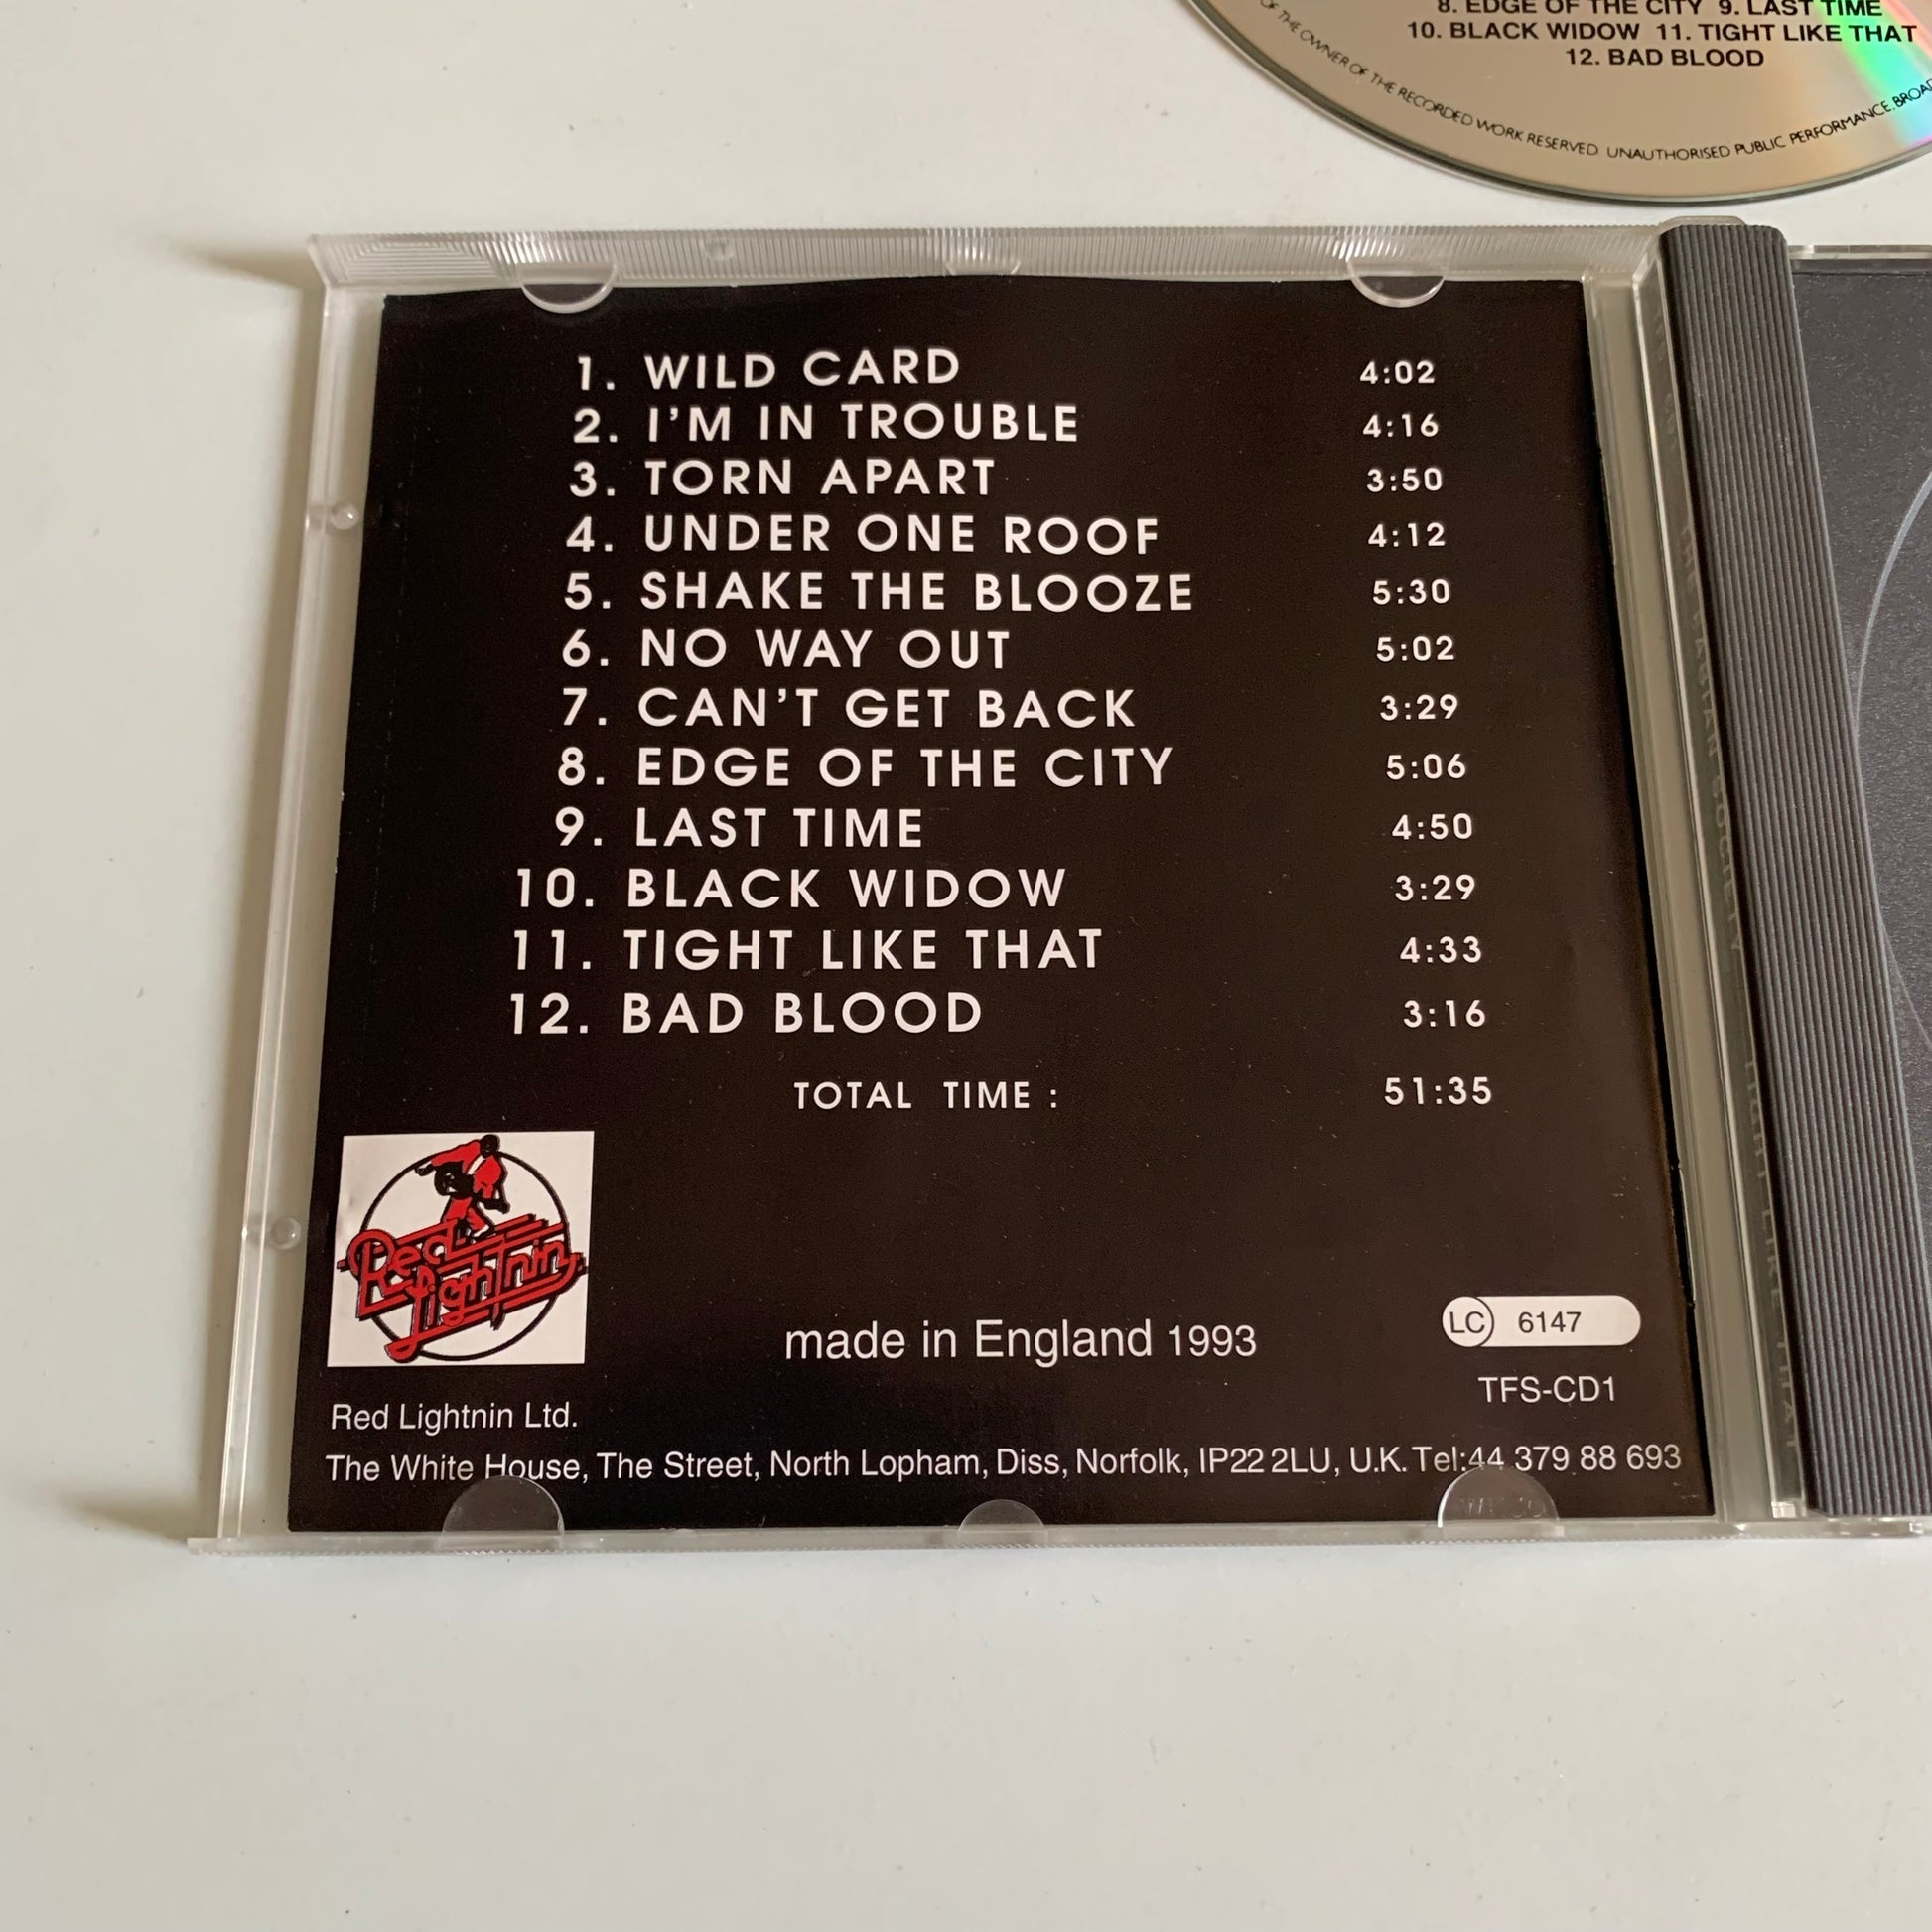 8. EDGE OF THE CITY 9. LAST TIME
10. BLACK WIDOW 11. TIGHT LIKE THAT
12. BAD BLOOD
OF THE OWNER OF THE RECORDED WORK RESERVED. UNAUTHORISED PUBLIC PERFORMANCE.
1. WILD CARD 4:02
2. I'M IN TROUBLE 4:16
3. TORN APART 3:50
4. UNDER ONE ROOF 4:12
5. SHAKE THE BLOOZE 5:30
6. NO WAY OUT 5:02
7. CAN'T GET BACK 3:29
8. EDGE OF THE CITY 5:06
9. LAST TIME 4:50
10. BLACK WIDOW 3:29
11. TIGHT LIKE THAT 4:33
12. BAD BLOOD 3:16
TOTAL TIME : 51:35
Red Lightnin
made in England 1993
LC 6147
TFS-CD1
Red Lightnin Ltd.
The White House, The Street, North Lopham, Diss, Norfolk, IP22 2LU, U.K. Tel:44 379 88 693
THE FABIAN SOCIETY TIGHT LIKE THAT